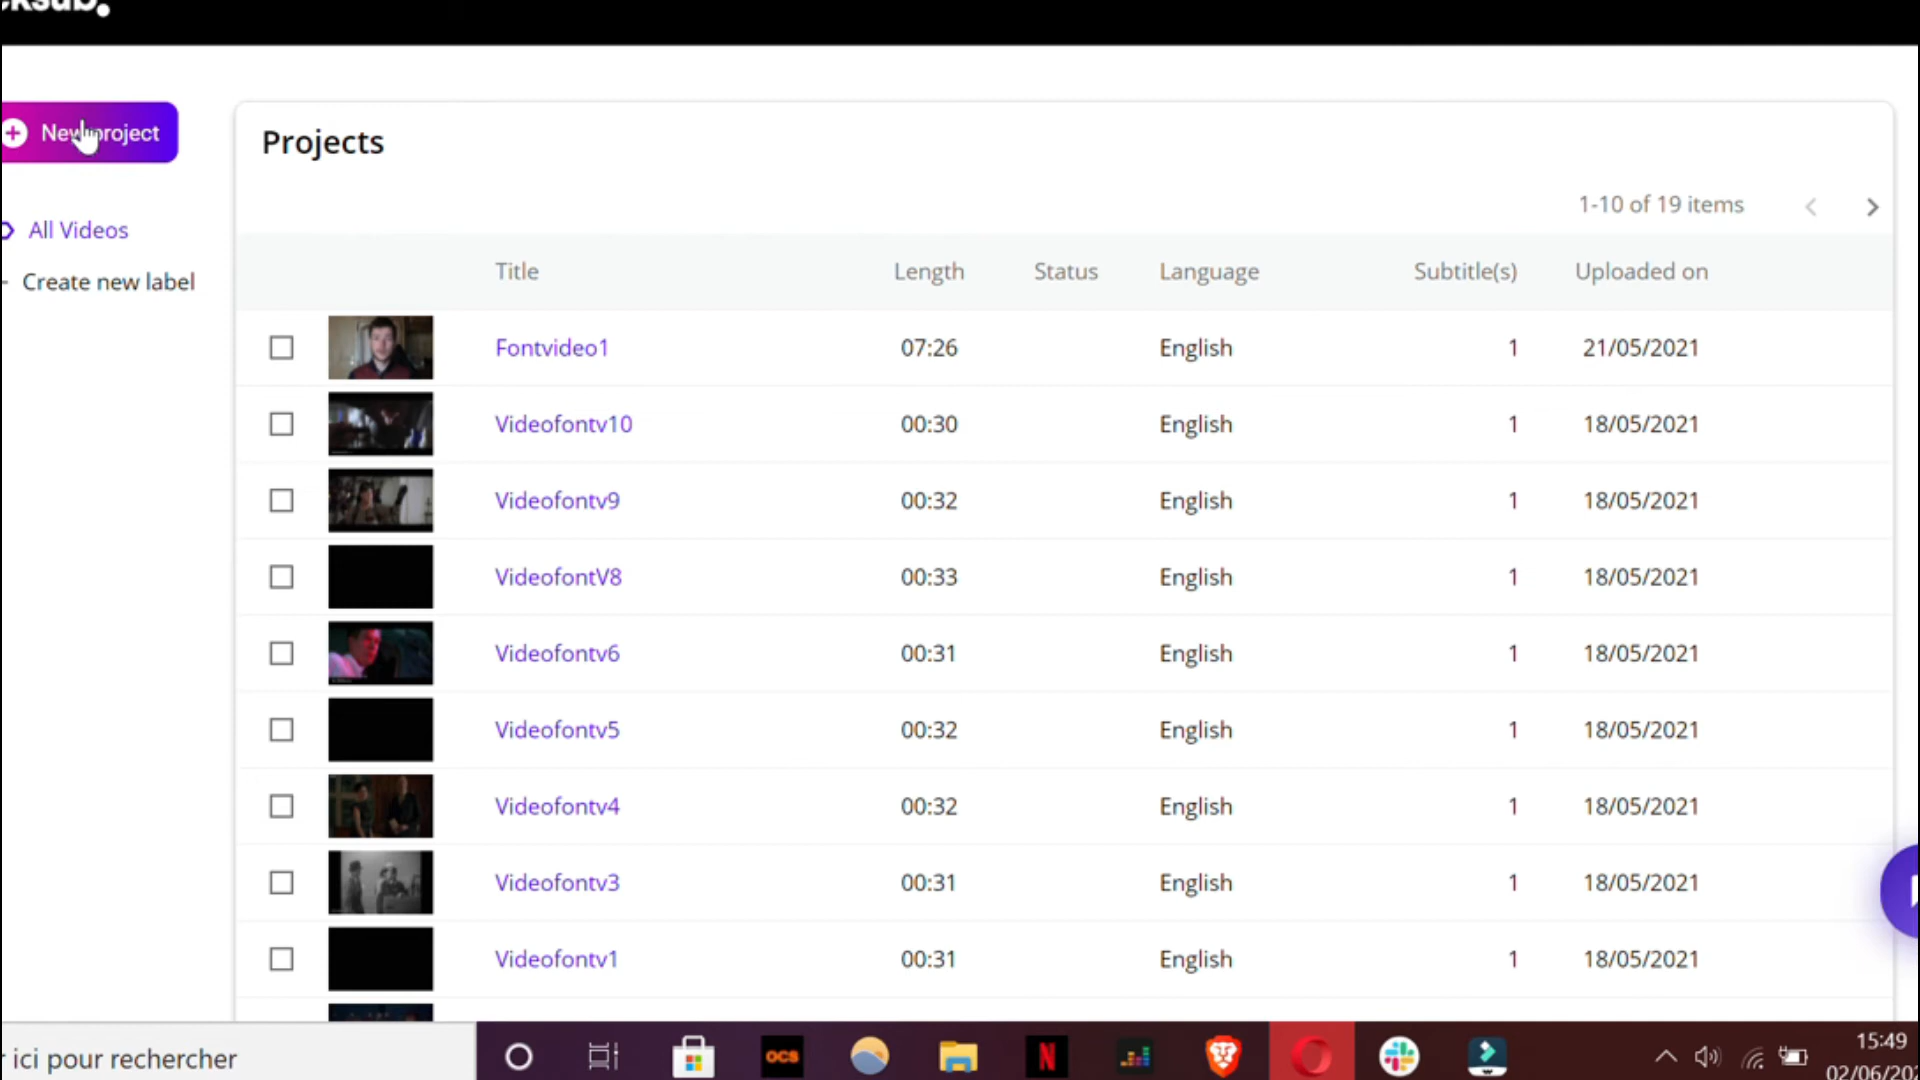 ksub.
New project
All Videos
Create new label
Projects
1-10 of 19 items
Title Length Status Language Subtitle(s) Uploaded on
Fontvideo1 07:26 English 1 21/05/2021
Videofontv10 00:30 English 1 18/05/2021
Videofontv9 00:32 English 1 18/05/2021
VideofontV8 00:33 English 1 18/05/2021
Videofontv6 00:31 English 1 18/05/2021
Videofontv5 00:32 English 1 18/05/2021
Videofontv4 00:32 English 1 18/05/2021
Videofontv3 00:31 English 1 18/05/2021
Videofontv1 00:31 English 1 18/05/2021
r ici pour rechercher
OCS
N
15:49
02/06/202